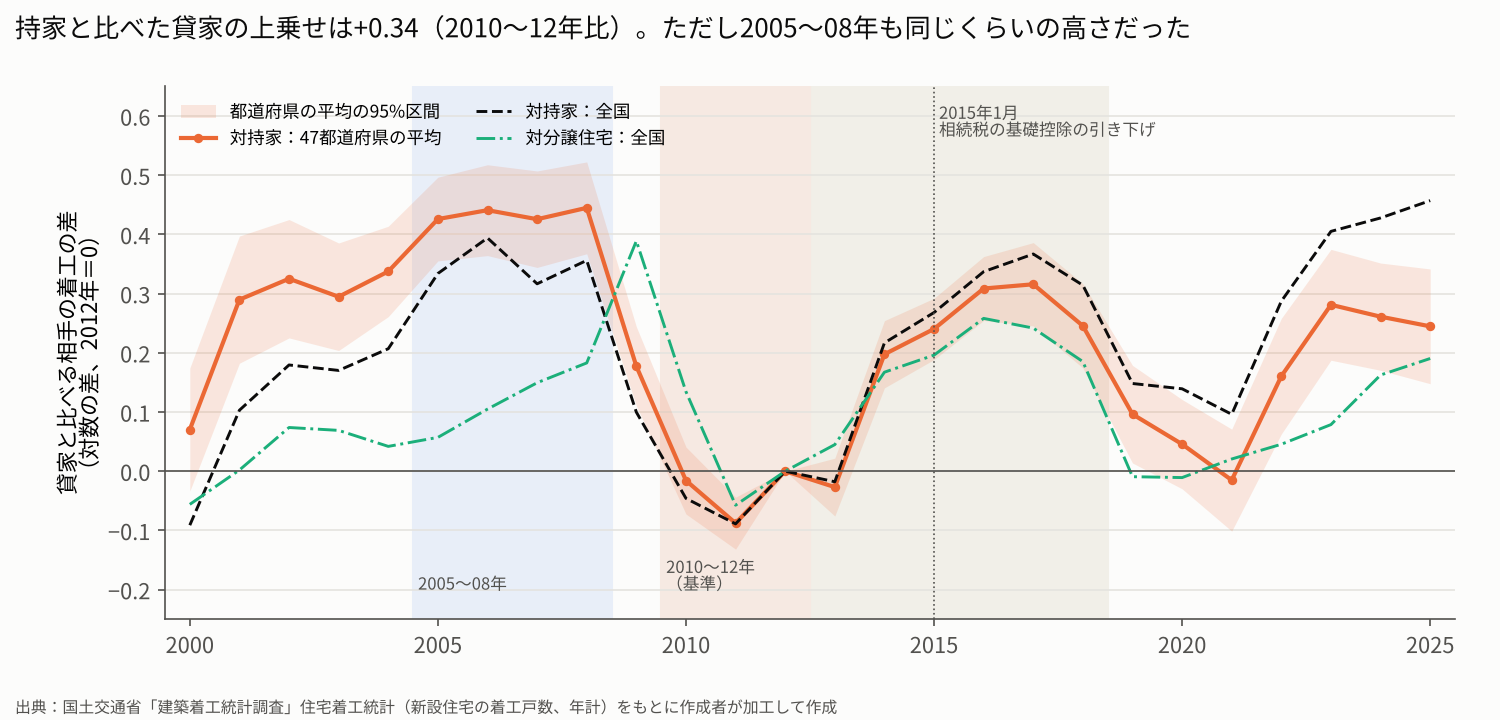 持家と比べた貸家の上乗せは+0.34（2010〜12年比）。ただし2005〜08年も同じくらいの高さだった
都道府県の平均の95%区間
対持家：47都道府県の平均
対持家：全国
対分譲住宅：全国
2015年1月
相続税の基礎控除の引き下げ
貸家と比べる相手の着工の差
（対数の差、2012年＝0）
0.6
0.5
0.4
0.3
0.2
0.1
0.0
−0.1
−0.2
2005〜08年
2010〜12年
（基準）
2000
2005
2010
2015
2020
2025
出典：国土交通省「建築着工統計調査」住宅着工統計（新設住宅の着工戸数、年計）をもとに作成者が加工して作成